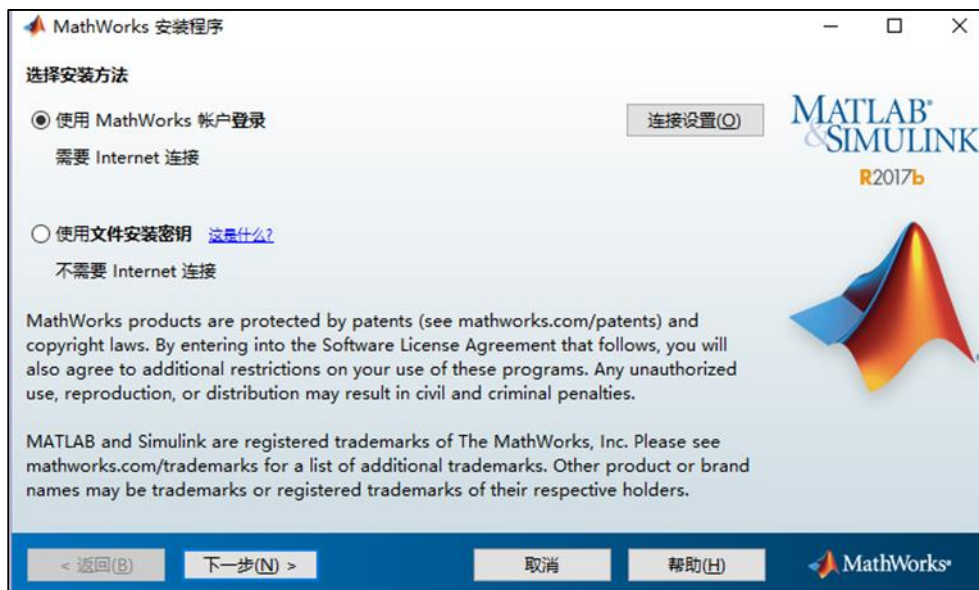 MathWorks 安装程序
选择安装方法
使用 MathWorks 帐户登录
连接设置(O)
需要 Internet 连接
MATLAB®
&SIMULINK
R2017b
使用文件安装密钥 这是什么?
不需要 Internet 连接
MathWorks products are protected by patents (see mathworks.com/patents) and
copyright laws. By entering into the Software License Agreement that follows, you will
also agree to additional restrictions on your use of these programs. Any unauthorized
use, reproduction, or distribution may result in civil and criminal penalties.
MATLAB and Simulink are registered trademarks of The MathWorks, Inc. Please see
mathworks.com/trademarks for a list of additional trademarks. Other product or brand
names may be trademarks or registered trademarks of their respective holders.
< 返回(B) 下一步(N) > 取消 帮助(H) MathWorks®